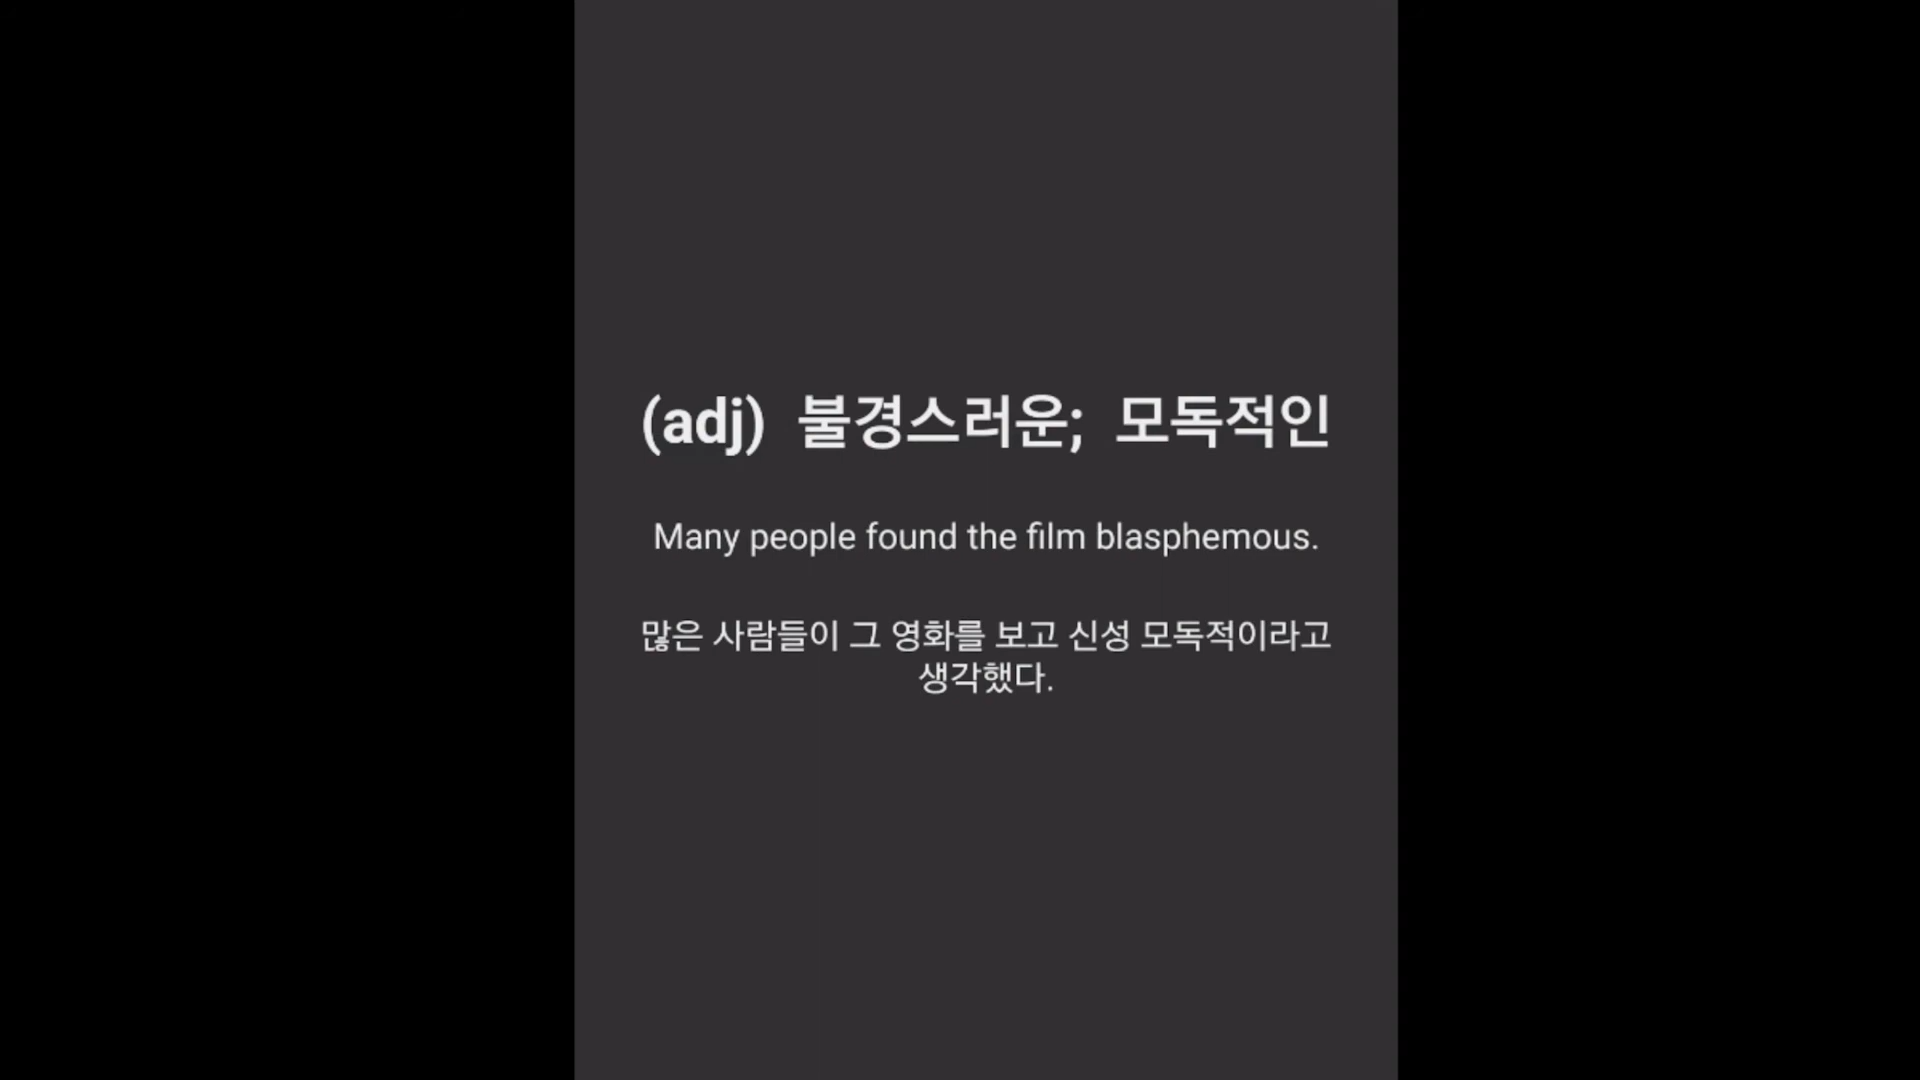 (adj) 불경스러운; 모독적인
Many people found the film blasphemous.
많은 사람들이 그 영화를 보고 신성 모독적이라고
생각했다.